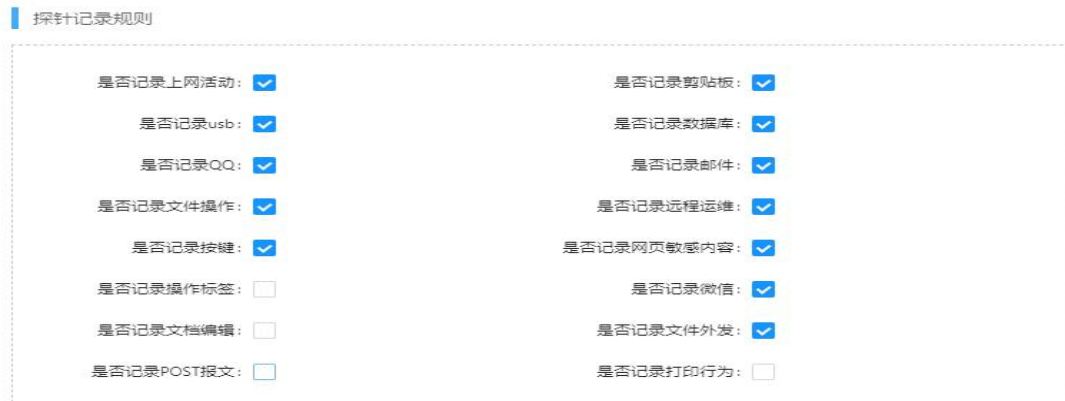 探针记录规则
是否记录上网活动： 是否记录剪贴板：
是否记录usb： 是否记录数据库：
是否记录QQ： 是否记录邮件：
是否记录文件操作： 是否记录远程运维：
是否记录按键： 是否记录网页敏感内容：
是否记录操作标签： 是否记录微信：
是否记录文档编辑： 是否记录文件外发：
是否记录POST报文： 是否记录打印行为：